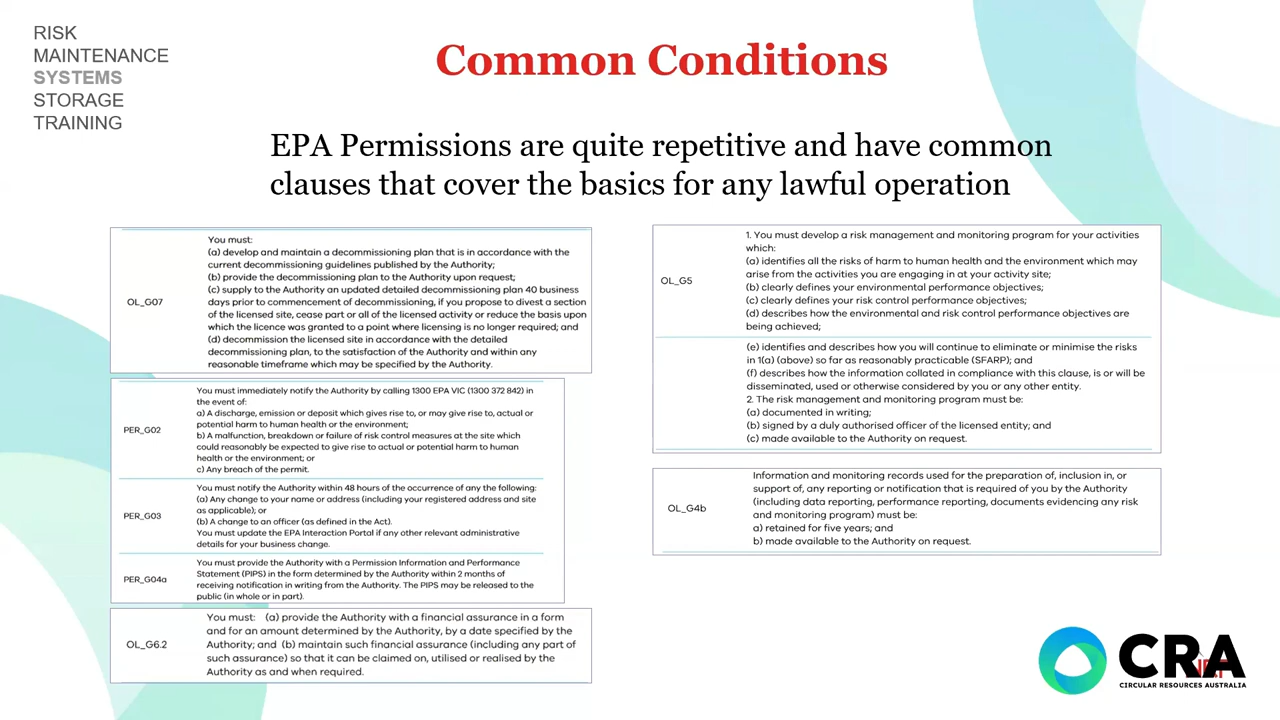 RISK
MAINTENANCE
SYSTEMS
STORAGE
TRAINING
Common Conditions
EPA Permissions are quite repetitive and have common
clauses that cover the basics for any lawful operation
OL_G07
You must:
(a) develop and maintain a decommissioning plan that is in accordance with the
current decommissioning guidelines published by the Authority;
(b) provide the decommissioning plan to the Authority upon request;
(c) supply to the Authority an updated detailed decommissioning plan 40 business
days prior to commencement of decommissioning, if you propose to divest a section
of the licensed site, cease part or all of the licensed activity or reduce the basis upon
which the licence was granted to a point where licensing is no longer required; and
(d) decommission the licensed site in accordance with the detailed
decommissioning plan, to the satisfaction of the Authority and within any
reasonable timeframe which may be specified by the Authority.
PER_G02
You must immediately notify the Authority by calling 1300 EPA VIC (1300 372 842) in
the event of:
a) A discharge, emission or deposit which gives rise to, or may give rise to, actual or
potential harm to human health or the environment;
b) A malfunction, breakdown or failure of risk control measures at the site which
could reasonably be expected to give rise to actual or potential harm to human
health or the environment; or
c) Any breach of the permit.
PER_G03
You must notify the Authority within 48 hours of the occurrence of any the following:
(a) Any change to your name or address (including your registered address and site
as applicable); or
(b) A change to an officer (as defined in the Act).
You must update the EPA Interaction Portal if any other relevant administrative
details for your business change.
PER_G04a
You must provide the Authority with a Permission Information and Performance
Statement (PIPS) in the form determined by the Authority within 2 months of
receiving notification in writing from the Authority. The PIPS may be released to the
public (in whole or in part).
OL_G6.2
You must: (a) provide the Authority with a financial assurance in a form
and for an amount determined by the Authority, by a date specified by the
Authority; and (b) maintain such financial assurance (including any part of
such assurance) so that it can be claimed on, utilised or realised by the
Authority as and when required.
OL_G5
1. You must develop a risk management and monitoring program for your activities
which:
(a) identifies all the risks of harm to human health and the environment which may
arise from the activities you are engaging in at your activity site;
(b) clearly defines your environmental performance objectives;
(c) clearly defines your risk control performance objectives;
(d) describes how the environmental and risk control performance objectives are
being achieved;
(e) identifies and describes how you will continue to eliminate or minimise the risks
in 1(a) (above) so far as reasonably practicable (SFARP); and
(f) describes how the information collated in compliance with this clause, is or will be
disseminated, used or otherwise considered by you or any other entity.
2. The risk management and monitoring program must be:
(a) documented in writing;
(b) signed by a duly authorised officer of the licensed entity; and
(c) made available to the Authority on request.
OL_G4b
Information and monitoring records used for the preparation of, inclusion in, or
support of, any reporting or notification that is required of you by the Authority
(including data reporting, performance reporting, documents evidencing any risk
and monitoring program) must be:
a) retained for five years; and
b) made available to the Authority on request.
CRA
CIRCULAR RESOURCES AUSTRALIA